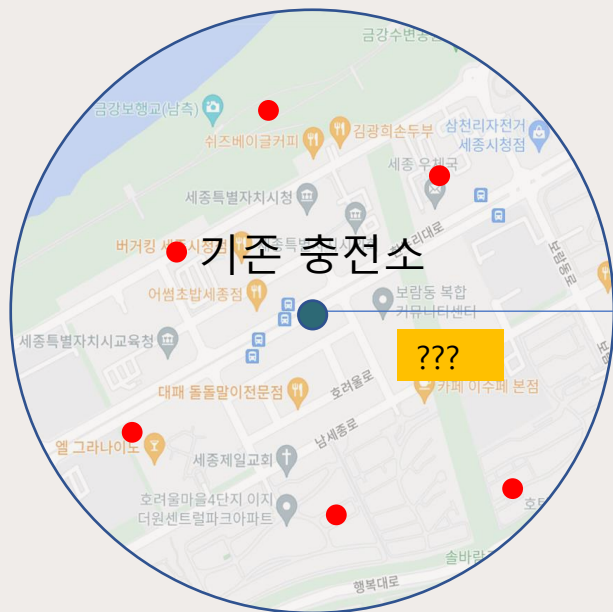 금강수변공원
금강보행교(남측)
쉬즈베이글커피
김광희손두부
삼천리자전거
세종시청점
세종 우체국
세종특별자치시청
버거킹 세종시청점
기존 충전소
어썸초밥세종점
보람동 복합
커뮤니티센터
보람동로
세종특별자치시교육청
???
카페 이수페 본점
대패 돌돌말이전문점
호려울로
남세종로
엘 그라나이도
세종제일교회
호려울마을4단지 이지
더원센트럴파크아파트
행복대로